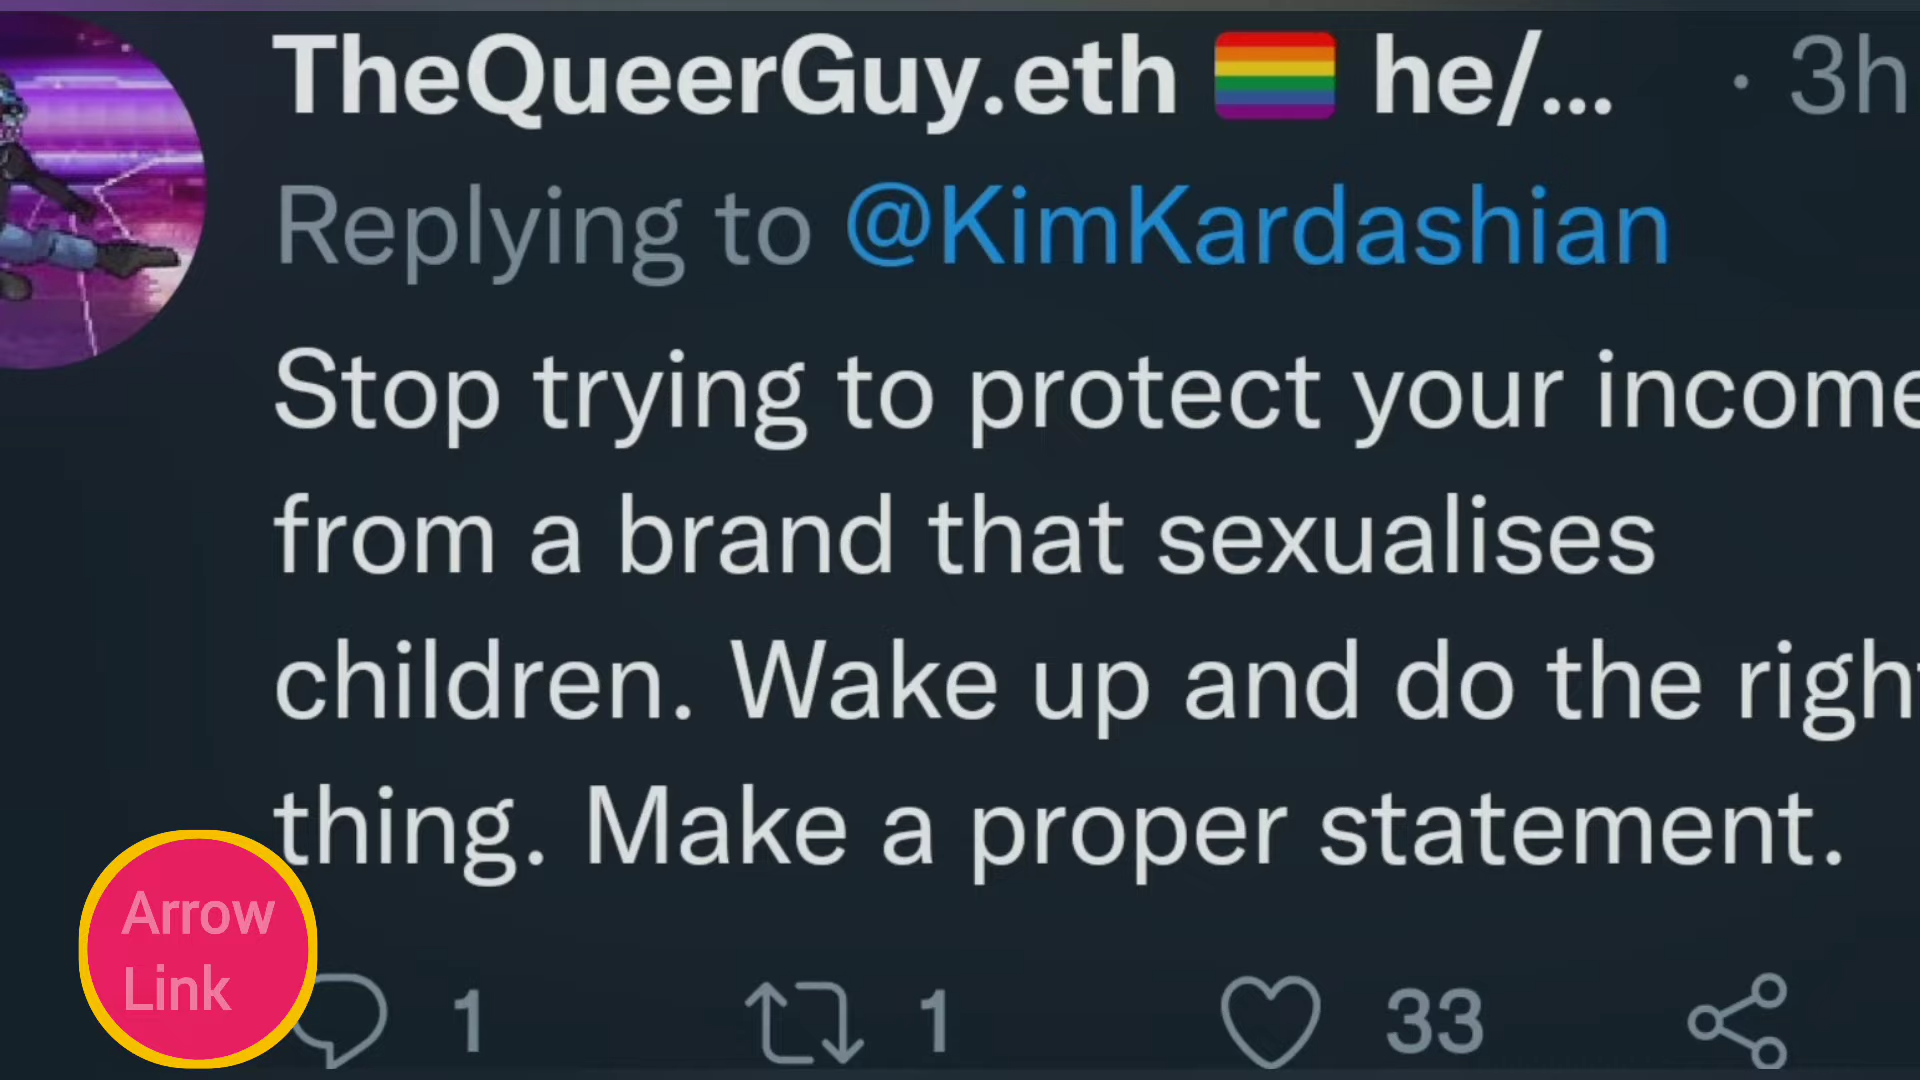 TheQueerGuy.eth 🏳️‍🌈 he/... · 3h
Replying to @KimKardashian
Stop trying to protect your income
from a brand that sexualises
children. Wake up and do the right
thing. Make a proper statement.
Arrow
Link
1 1 33